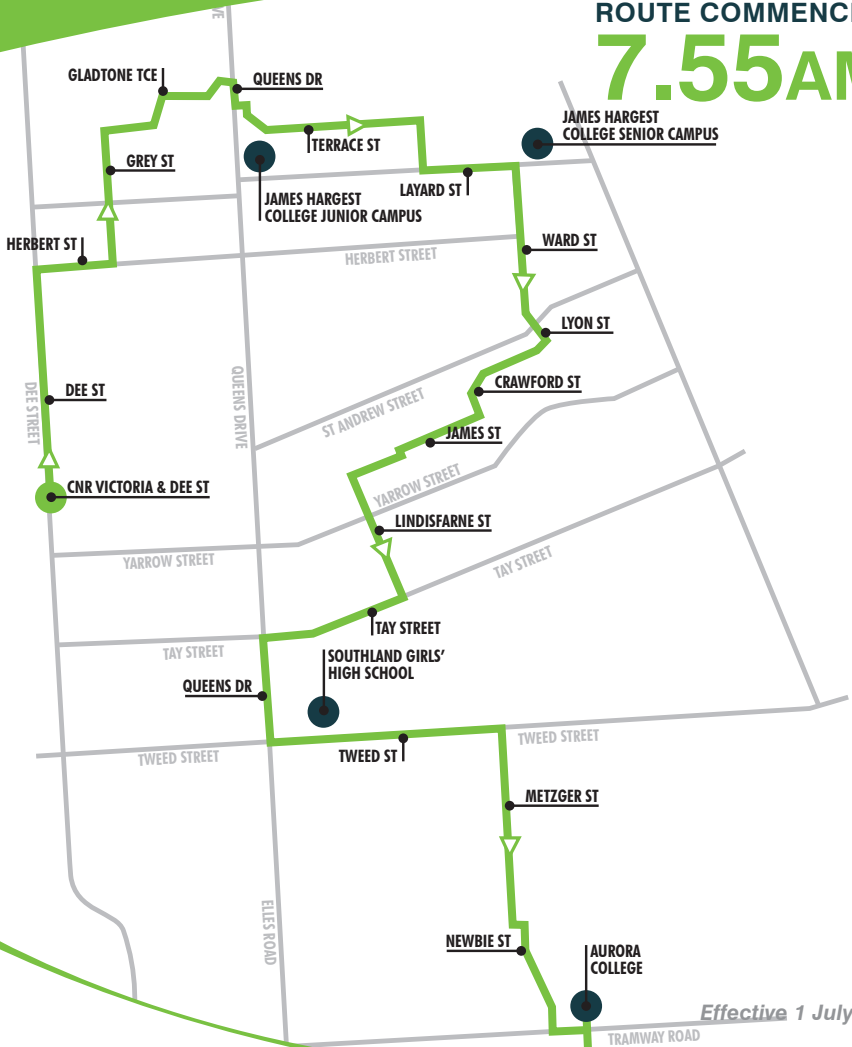 ROUTE COMMENC
7.55AM
GLADTONE TCE
QUEENS DR
JAMES HARGEST
COLLEGE SENIOR CAMPUS
TERRACE ST
GREY ST
LAYARD ST
JAMES HARGEST
COLLEGE JUNIOR CAMPUS
HERBERT ST
WARD ST
HERBERT STREET
LYON ST
QUEENS DRIVE
DEE STREET
DEE ST
CRAWFORD ST
ST ANDREW STREET
JAMES ST
CNR VICTORIA & DEE ST
YARROW STREET
LINDISFARNE ST
YARROW STREET
TAY STREET
TAY STREET
TAY STREET
SOUTHLAND GIRLS'
HIGH SCHOOL
QUEENS DR
TWEED STREET
TWEED STREET
TWEED ST
METZGER ST
ELLES ROAD
NEWBIE ST
AURORA
COLLEGE
Effective 1 July
TRAMWAY ROAD